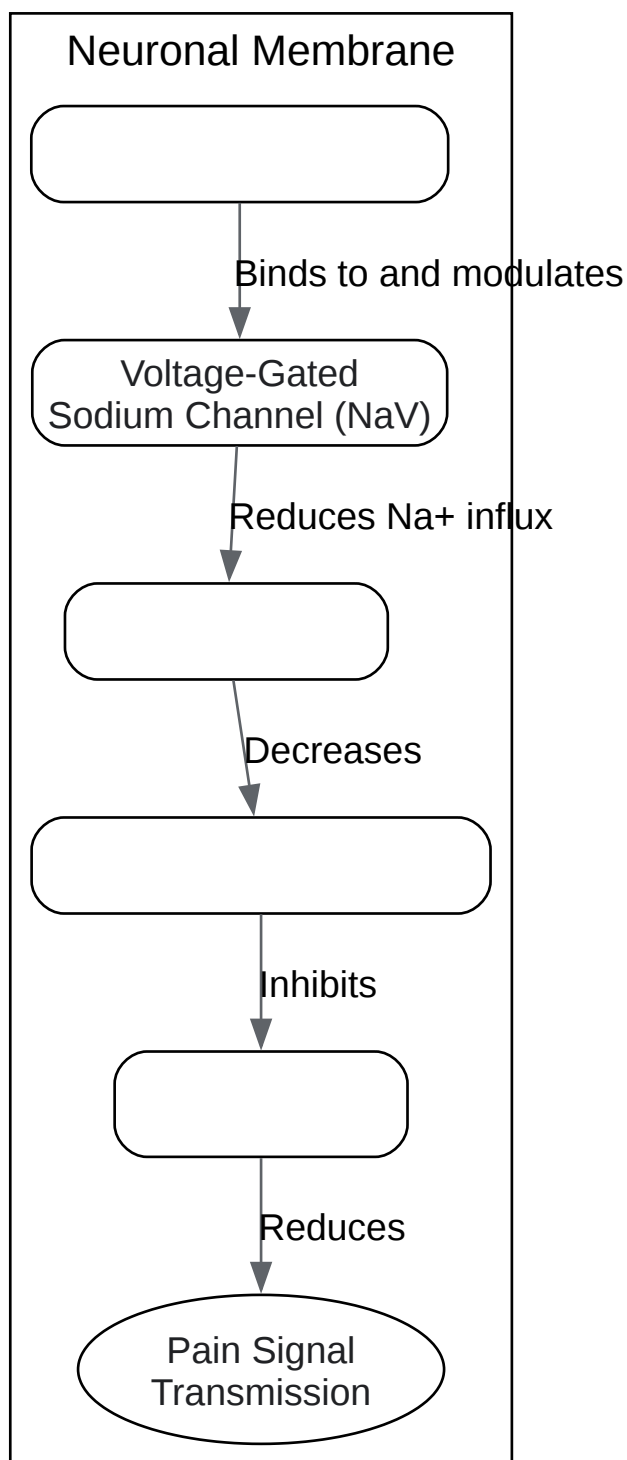 Neuronal Membrane
Binds to and modulates
Voltage-Gated
Sodium Channel (NaV)
Reduces Na+ influx
Decreases
Inhibits
Reduces
Pain Signal
Transmission